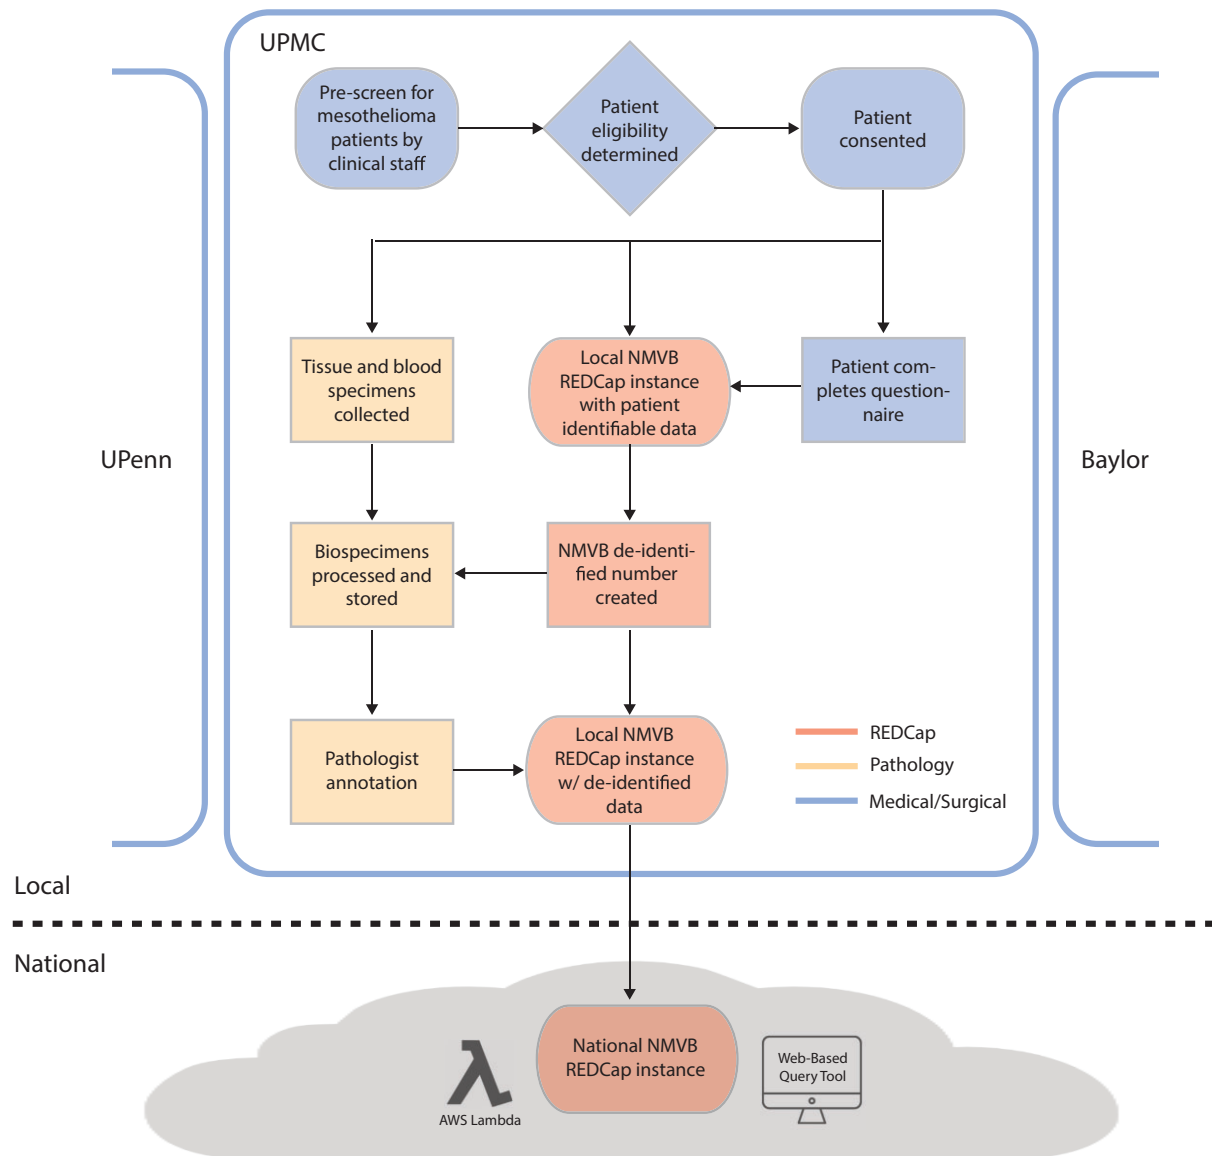 UPMC
Pre-screen for
mesothelioma
patients by
clinical staff
Patient
eligibility
determined
Patient
consented
Tissue and blood
specimens
collected
Local NMVB
REDCap instance
with patient
identifiable data
Patient com-
pletes question-
naire
UPenn
Baylor
Biospecimens
processed and
stored
NMVB de-identi-
fied number
created
Pathologist
annotation
Local NMVB
REDCap instance
w/ de-identified
data
REDCap
Pathology
Medical/Surgical
Local
National
National NMVB
REDCap instance
AWS Lambda
Web-Based
Query Tool